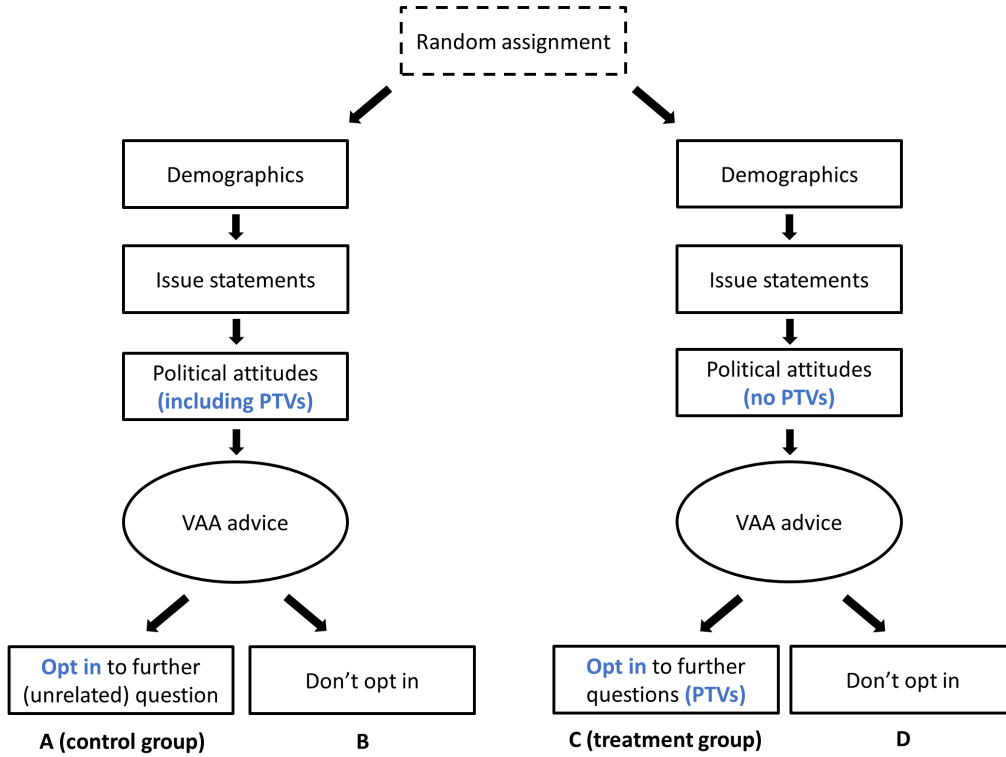 Random assignment
Demographics
Demographics
Issue statements
Issue statements
Political attitudes
(including PTVs)
Political attitudes
(no PTVs)
VAA advice
VAA advice
Opt in to further
(unrelated) question
Don't opt in
Opt in to further
questions (PTVs)
Don't opt in
A (control group)
B
C (treatment group)
D